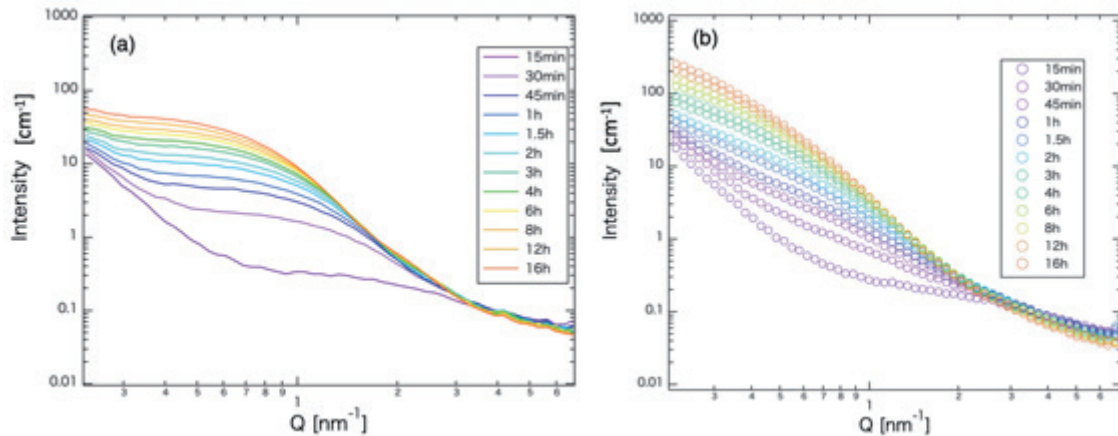 (a)
1000
100
10
1
0.1
0.01
Intensity [cm-1]
15min
30min
45min
1h
1.5h
2h
3h
4h
6h
8h
12h
16h
3 4 5 6 7 8 9 1 2 3 4 5 6
Q [nm-1]
(b)
1000
100
10
1
0.1
0.01
Intensity [cm-1]
15min
30min
45min
1h
1.5h
2h
3h
4h
6h
8h
12h
16h
3 4 5 6 7 8 9 1 2 3 4 5 6
Q [nm-1]